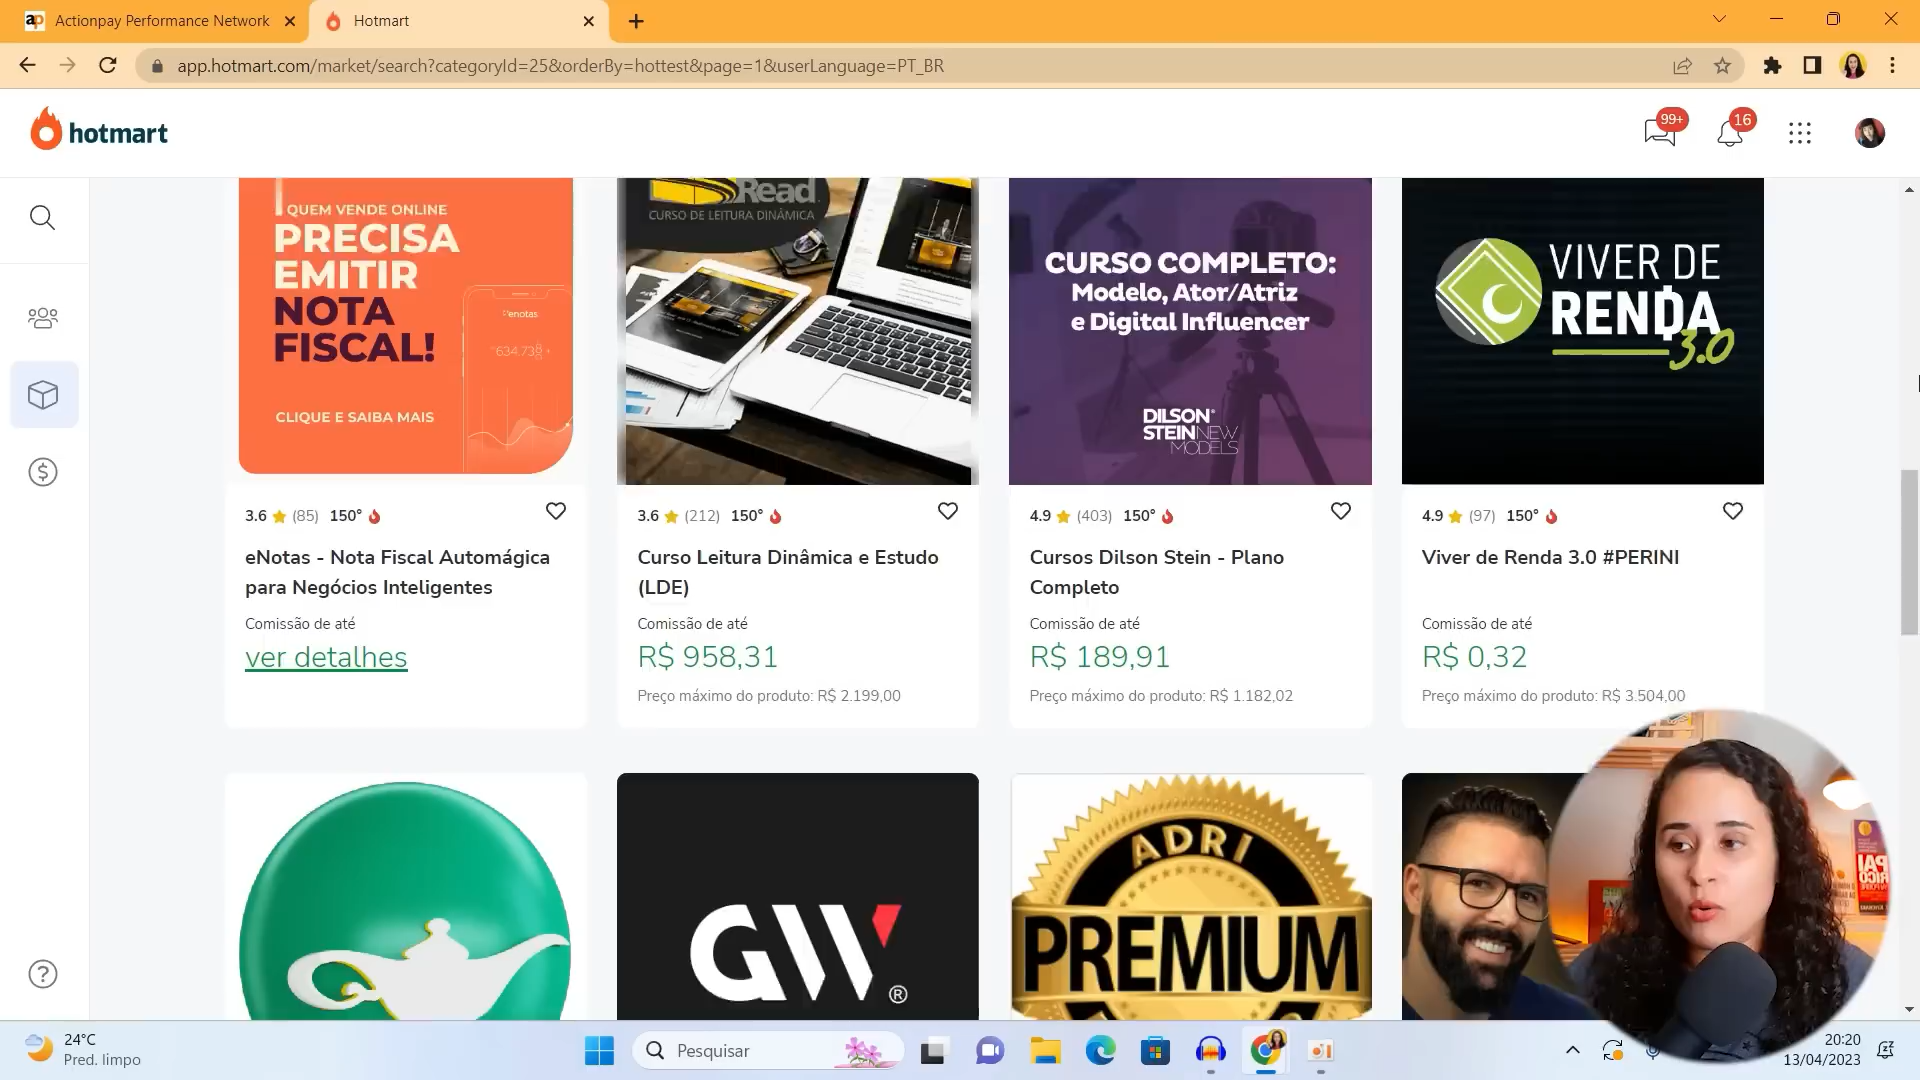 Actionpay Performance Network
Hotmart
app.hotmart.com/market/search?categoryId=25&orderBy=hottest&page=1&userLanguage=PT_BR
hotmart
99+
16
QUEM VENDE ONLINE
PRECISA
EMITIR
NOTA
FISCAL!
enotas
CLIQUE E SAIBA MAIS
3.6 (85) 150°
eNotas - Nota Fiscal Automágica
para Negócios Inteligentes
Comissão de até
ver detalhes
Read
CURSO DE LEITURA DINÂMICA
3.6 (212) 150°
Curso Leitura Dinâmica e Estudo
(LDE)
Comissão de até
R$ 958,31
Preço máximo do produto: R$ 2.199,00
CURSO COMPLETO:
Modelo, Ator/Atriz
e Digital Influencer
DILSON
STEIN NEW
MODELS
4.9 (403) 150°
Cursos Dilson Stein - Plano
Completo
Comissão de até
R$ 189,91
Preço máximo do produto: R$ 1.182,02
VIVER DE
RENDA
3.0
4.9 (97) 150°
Viver de Renda 3.0 #PERINI
Comissão de até
R$ 0,32
Preço máximo do produto: R$ 3.504,00
GW®
ADRI
PREMIUM
PAI
RICO
24°C
Pred. limpo
Pesquisar
20:20
13/04/2023